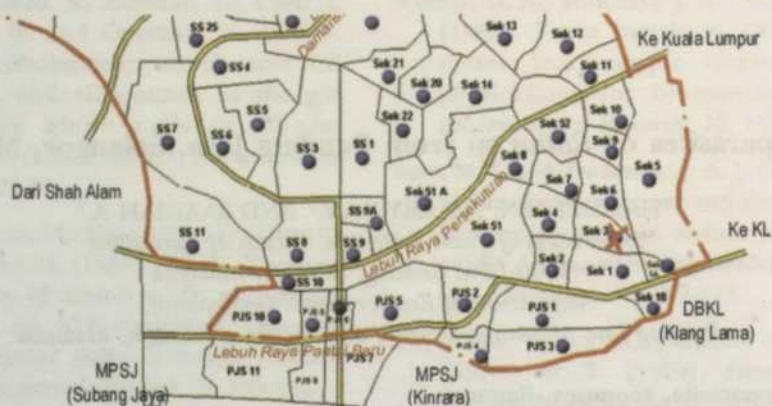 SS 25
Damans
Sek 13
Sek 12
Ke Kuala Lumpur
SS 4
Sek 21
Sek 20
Sek 14
Sek 11
SS 5
Sek 22
Sek 52
Sek 10
SS 7
SS 6
SS 3
SS 1
Sek 9
Sek 8
Sek 5
Dari Shah Alam
Sek 7
Sek 6
Sek 51 A
SS 9A
Lebuh Raya Persekutuan
Sek 4
Sek 3
SS 11
SS 8
SS 9
Sek 51
Ke KL
Sek 2
Sek 1
SS 10
PJS 10
PJS 5
PJS 2
PJS 1
Sek 18
DBKL
(Klang Lama)
Lebuh Raya Pantai Baru
PJS 4
PJS 3
PJS 11
PJS 7
MPSJ
(Subang Jaya)
MPSJ
(Kinrara)